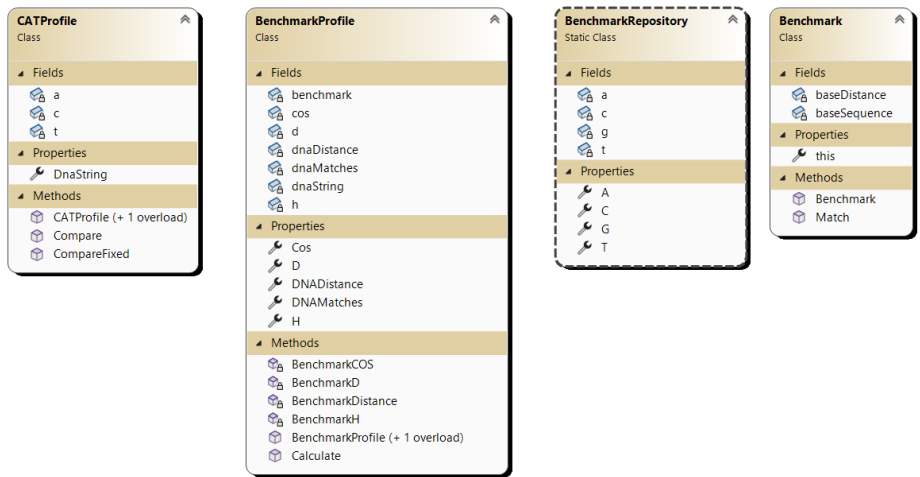 CATProfile
Class
Fields
a
c
t
Properties
DnaString
Methods
CATProfile (+ 1 overload)
Compare
CompareFixed
BenchmarkProfile
Class
Fields
benchmark
cos
d
dnaDistance
dnaMatches
dnaString
h
Properties
Cos
D
DNADistance
DNAMatches
H
Methods
BenchmarkCOS
BenchmarkD
BenchmarkDistance
BenchmarkH
BenchmarkProfile (+ 1 overload)
Calculate
BenchmarkRepository
Static Class
Fields
a
c
g
t
Properties
A
C
G
T
Benchmark
Class
Fields
baseDistance
baseSequence
Properties
this
Methods
Benchmark
Match